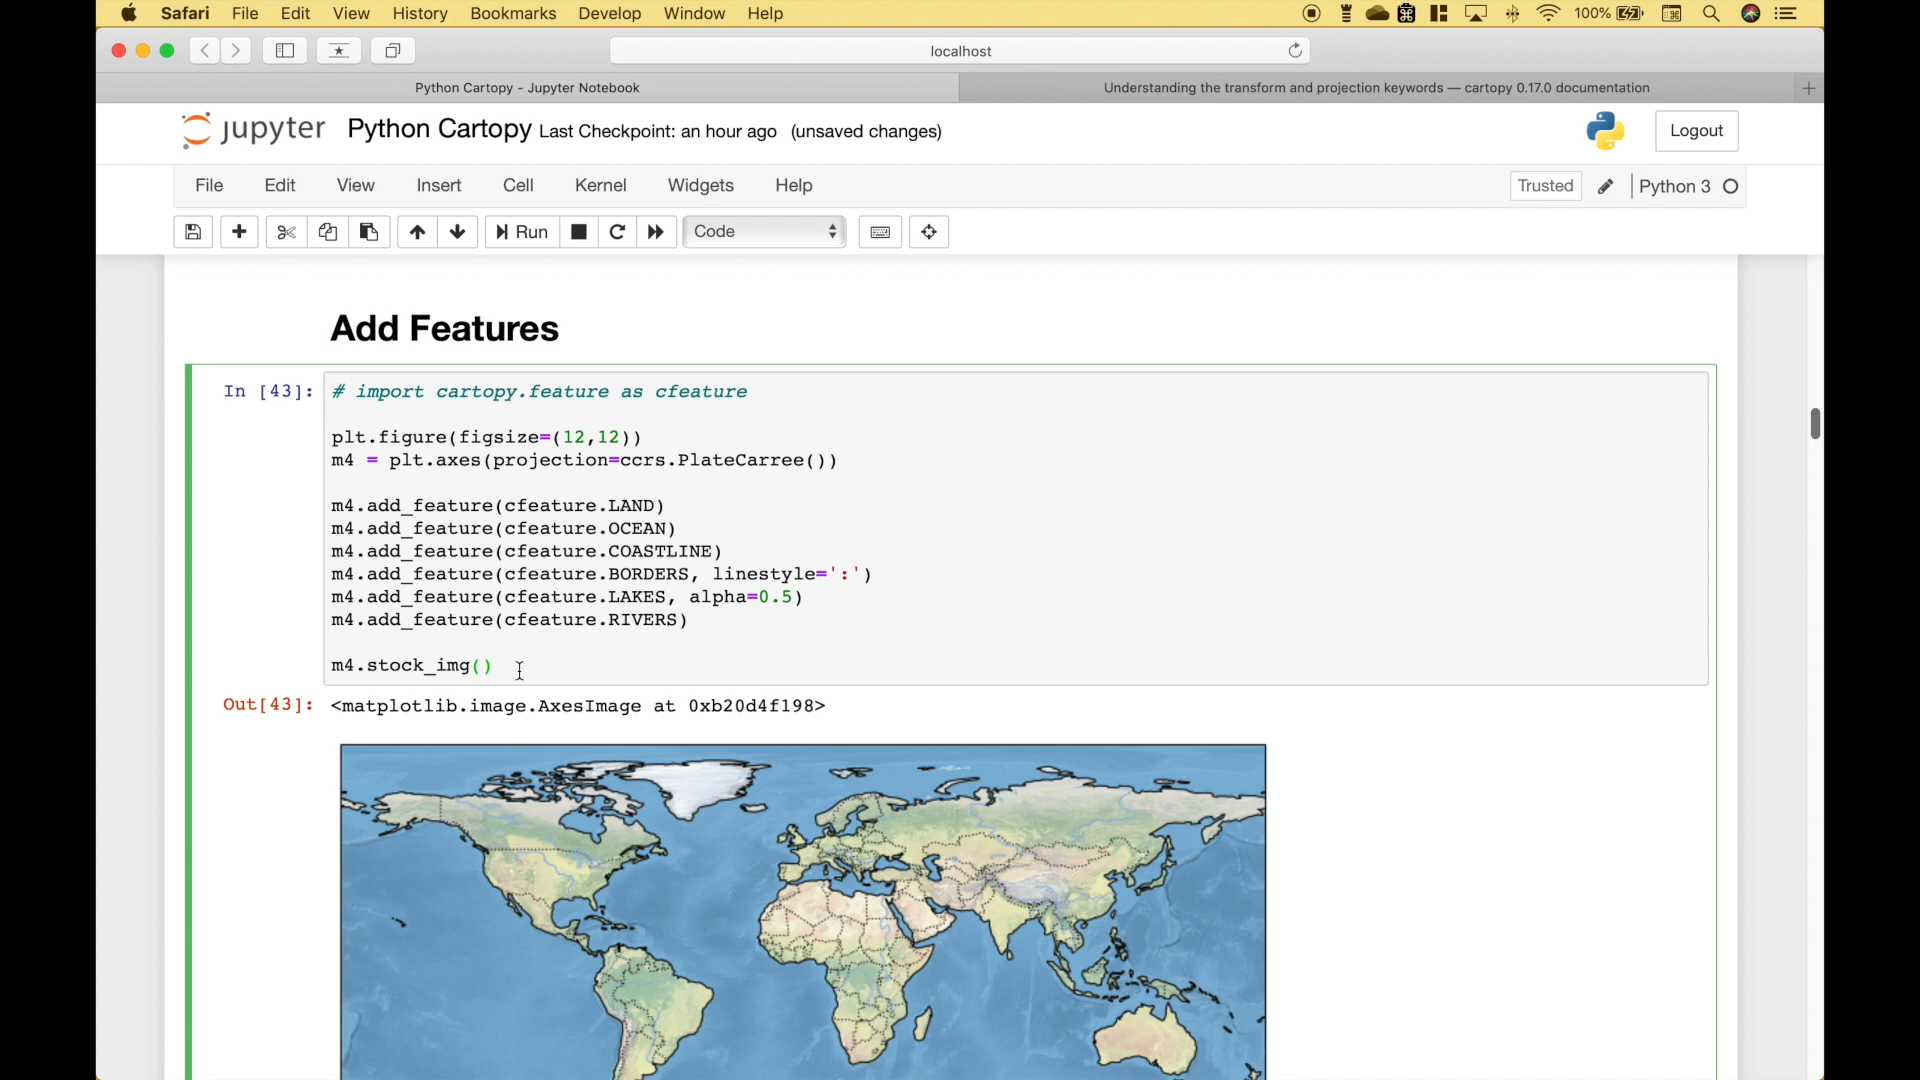 Safari File Edit View History Bookmarks Develop Window Help 100%
localhost
Python Cartopy - Jupyter Notebook
Understanding the transform and projection keywords — cartopy 0.17.0 documentation
jupyter Python Cartopy Last Checkpoint: an hour ago (unsaved changes) Logout
File Edit View Insert Cell Kernel Widgets Help Trusted Python 3
Run Code
Add Features
In [43]: # import cartopy.feature as cfeature
plt.figure(figsize=(12,12))
m4 = plt.axes(projection=ccrs.PlateCarree())
m4.add_feature(cfeature.LAND)
m4.add_feature(cfeature.OCEAN)
m4.add_feature(cfeature.COASTLINE)
m4.add_feature(cfeature.BORDERS, linestyle=':')
m4.add_feature(cfeature.LAKES, alpha=0.5)
m4.add_feature(cfeature.RIVERS)
m4.stock_img()
Out[43]: <matplotlib.image.AxesImage at 0xb20d4f198>